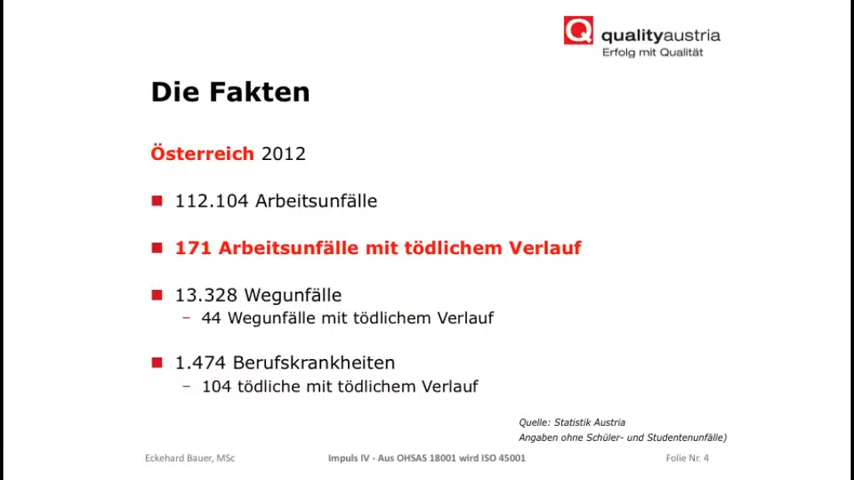 Q qualityaustria
Erfolg mit Qualität
Die Fakten
Österreich 2012
112.104 Arbeitsunfälle
171 Arbeitsunfälle mit tödlichem Verlauf
13.328 Wegunfälle
– 44 Wegunfälle mit tödlichem Verlauf
1.474 Berufskrankheiten
– 104 tödliche mit tödlichem Verlauf
Quelle: Statistik Austria
Angaben ohne Schüler- und Studentenunfälle)
Eckehard Bauer, MSc Impuls IV - Aus OHSAS 18001 wird ISO 45001 Folie Nr. 4